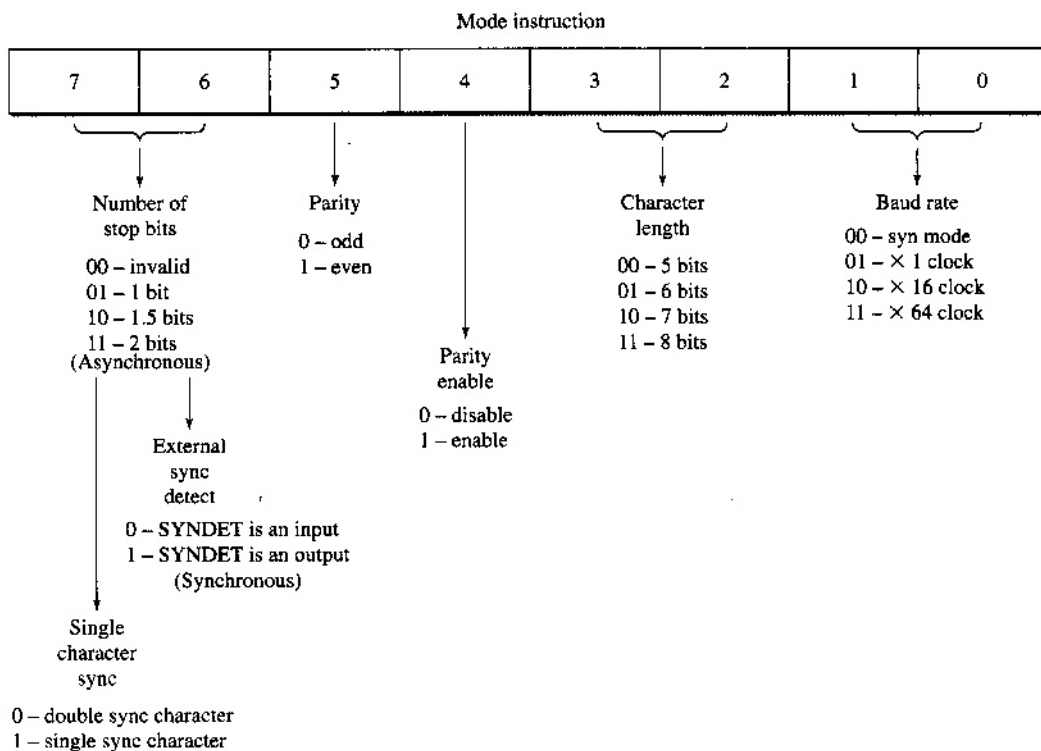 Mode instruction
7 6 5 4 3 2 1 0
Number of
stop bits
00 – invalid
01 – 1 bit
10 – 1.5 bits
11 – 2 bits
(Asynchronous)
Parity
0 – odd
1 – even
Parity
enable
0 – disable
1 – enable
Character
length
00 – 5 bits
01 – 6 bits
10 – 7 bits
11 – 8 bits
Baud rate
00 – syn mode
01 – × 1 clock
10 – × 16 clock
11 – × 64 clock
External
sync
detect
0 – SYNDET is an input
1 – SYNDET is an output
(Synchronous)
Single
character
sync
0 – double sync character
1 – single sync character